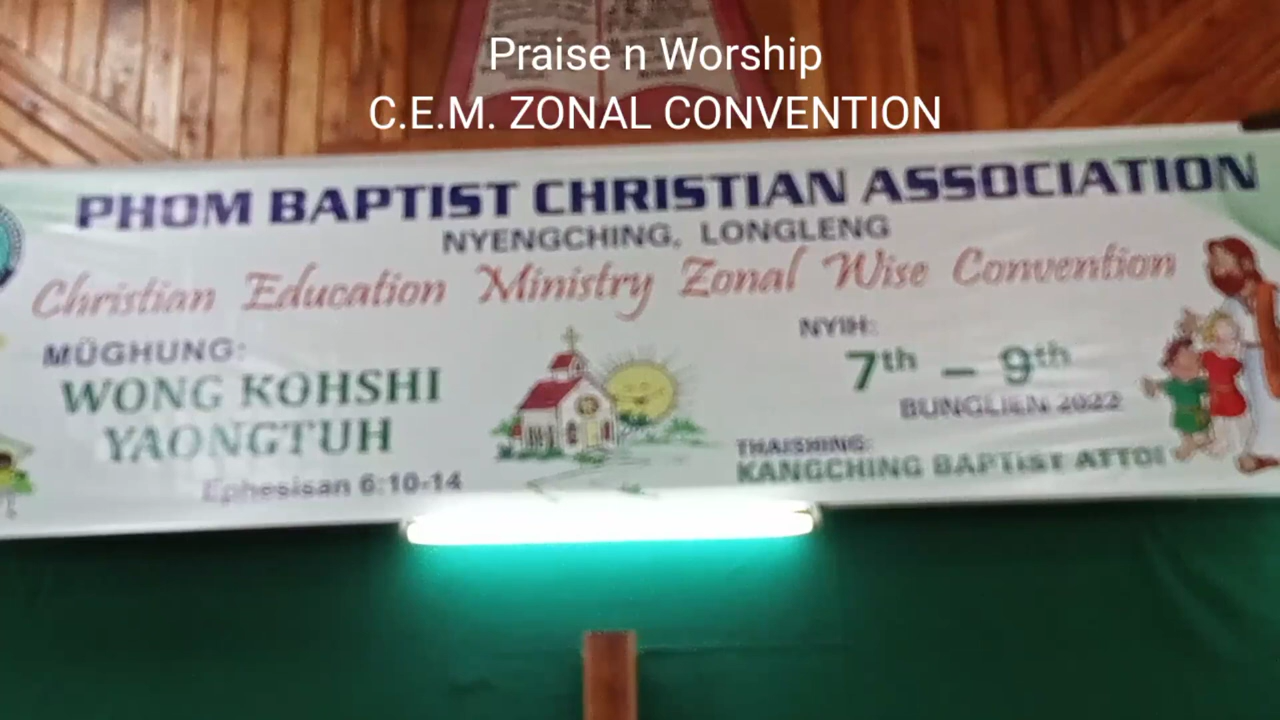 Praise n Worship
C.E.M. ZONAL CONVENTION
PHOM BAPTIST CHRISTIAN ASSOCIATION
NYENGCHING, LONGLENG
Christian Education Ministry Zonal Wise Convention
MÜGHUNG:
WONG KOHSHI
YAONGTUH
Ephesisan 6:10-14
NYIH:
7th – 9th
BUNGLIEN 2022
THAISHING:
KANGCHING BAPTIST ATTOI